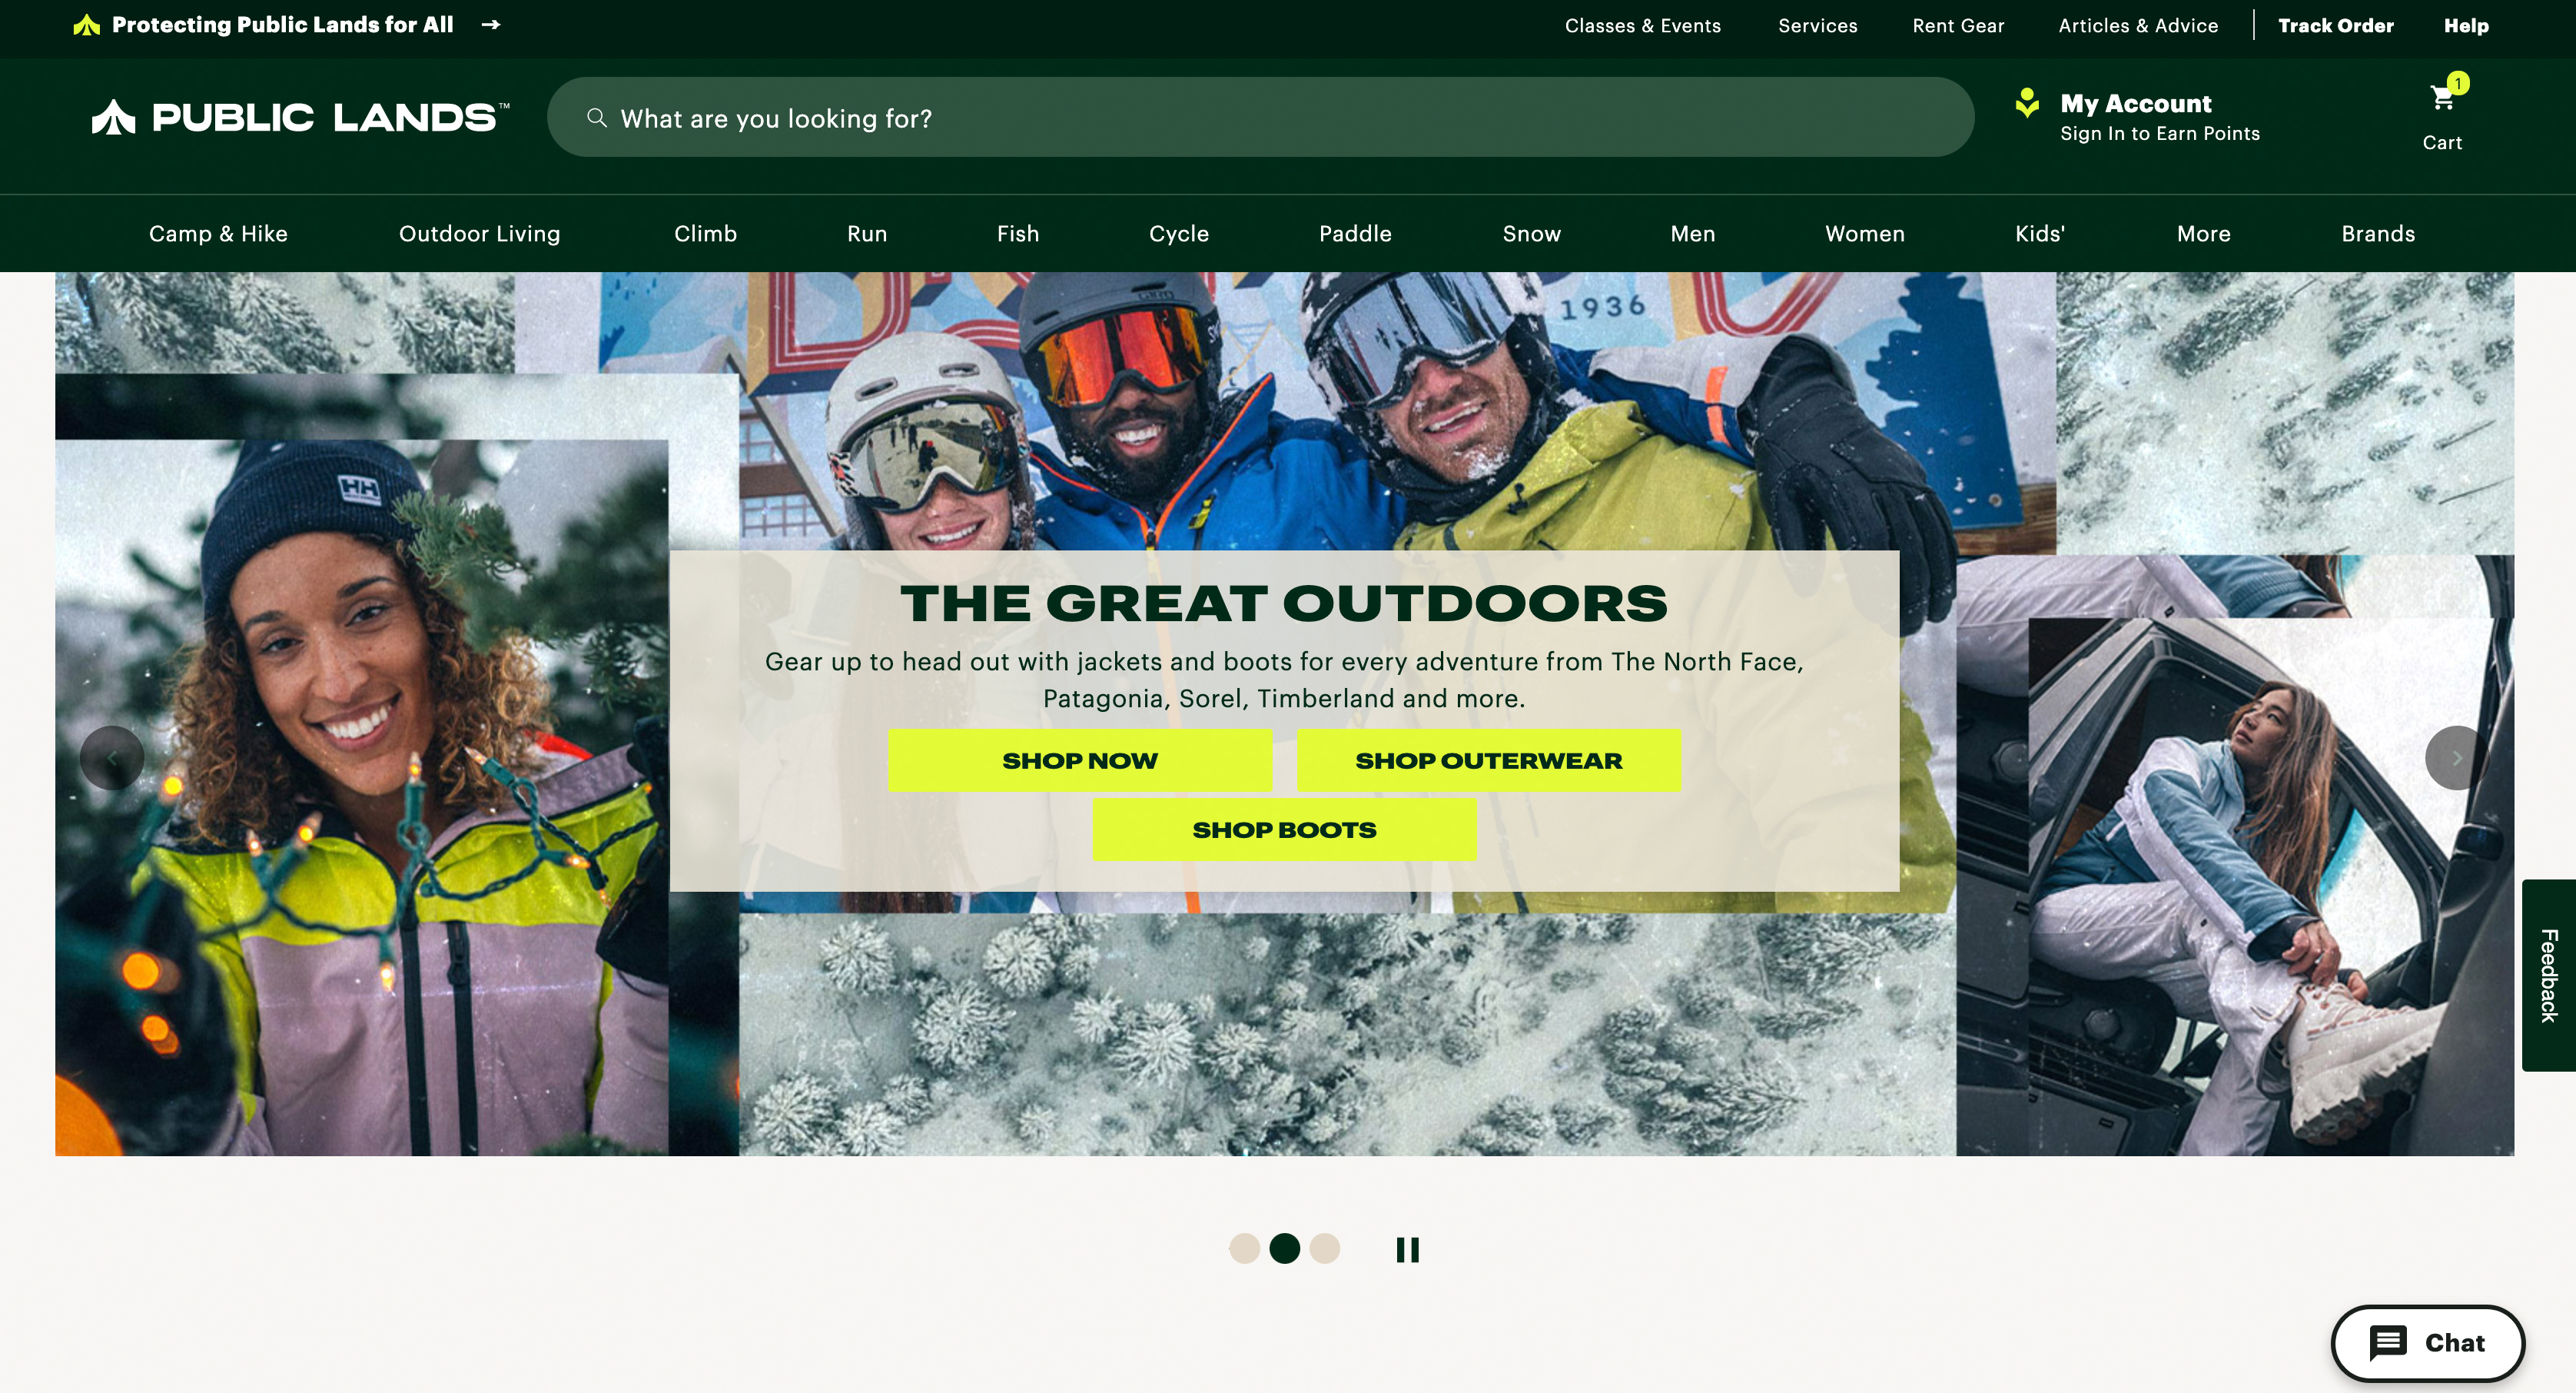 Protecting Public Lands for All →
Classes & Events
Services
Rent Gear
Articles & Advice
Track Order
Help
PUBLIC LANDS™
What are you looking for?
My Account
Sign In to Earn Points
1
Cart
Camp & Hike
Outdoor Living
Climb
Run
Fish
Cycle
Paddle
Snow
Men
Women
Kids'
More
Brands
1936
HH
THE GREAT OUTDOORS
Gear up to head out with jackets and boots for every adventure from The North Face,
Patagonia, Sorel, Timberland and more.
SHOP NOW
SHOP OUTERWEAR
SHOP BOOTS
Feedback
Chat